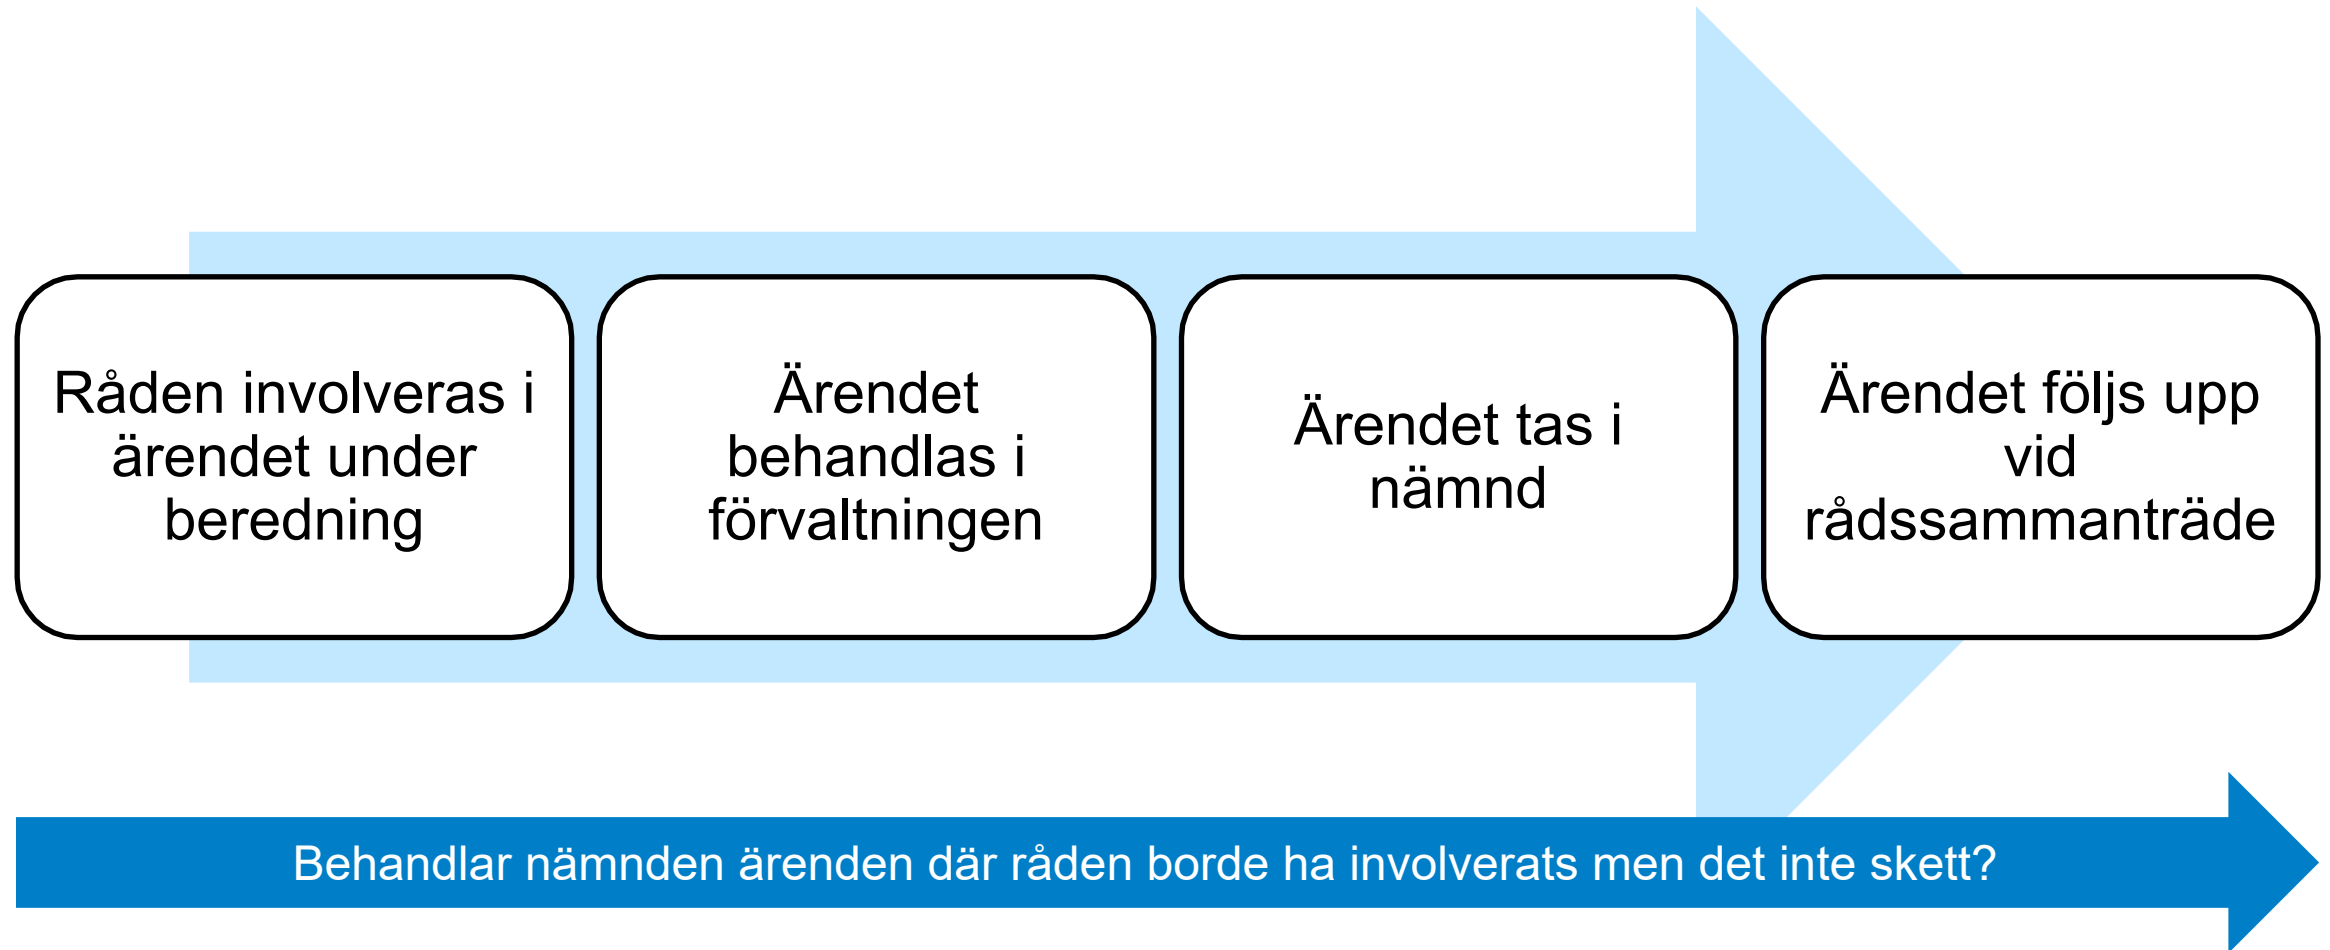 Råden involveras i
ärendet under
beredning
Ärendet
behandlas i
förvaltningen
Ärendet tas i
nämnd
Ärendet följs upp
vid
rådssammanträde
Behandlar nämnden ärenden där råden borde ha involverats men det inte skett?